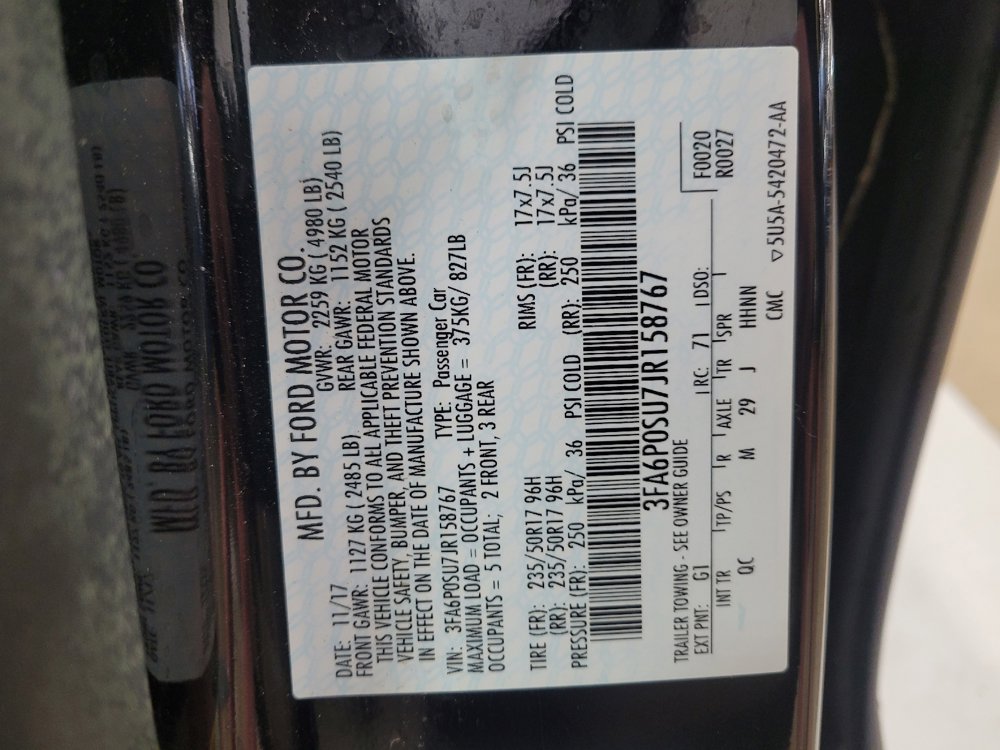 MFD. BY FORD MOTOR CO.
DATE: 11/17 GVWR: 2259 KG ( 4980 LB)
FRONT GAWR: 1127 KG ( 2485 LB) REAR GAWR: 1152 KG ( 2540 LB)
THIS VEHICLE CONFORMS TO ALL APPLICABLE FEDERAL MOTOR
VEHICLE SAFETY, BUMPER, AND THEFT PREVENTION STANDARDS
IN EFFECT ON THE DATE OF MANUFACTURE SHOWN ABOVE.
VIN: 3FA6P0SU7JR158767 TYPE: Passenger Car
MAXIMUM LOAD = OCCUPANTS + LUGGAGE = 375KG/ 827LB
OCCUPANTS = 5 TOTAL; 2 FRONT, 3 REAR
TIRE (FR): 235/50R17 96H RIMS (FR): 17x7.5J
(RR): 235/50R17 96H (RR): 17x7.5J
PRESSURE (FR): 250 kPa/ 36 PSI COLD (RR): 250 kPa/ 36 PSI COLD
3FA6P0SU7JR158767
TRAILER TOWING - SEE OWNER GUIDE F0020
EXT PNT: G1 RC: 71 DSO: R0027
INT TR TP/PS R AXLE TR SPR
QC M 29 J HHNN
CMC ▽ 5U5A-5420472-AA